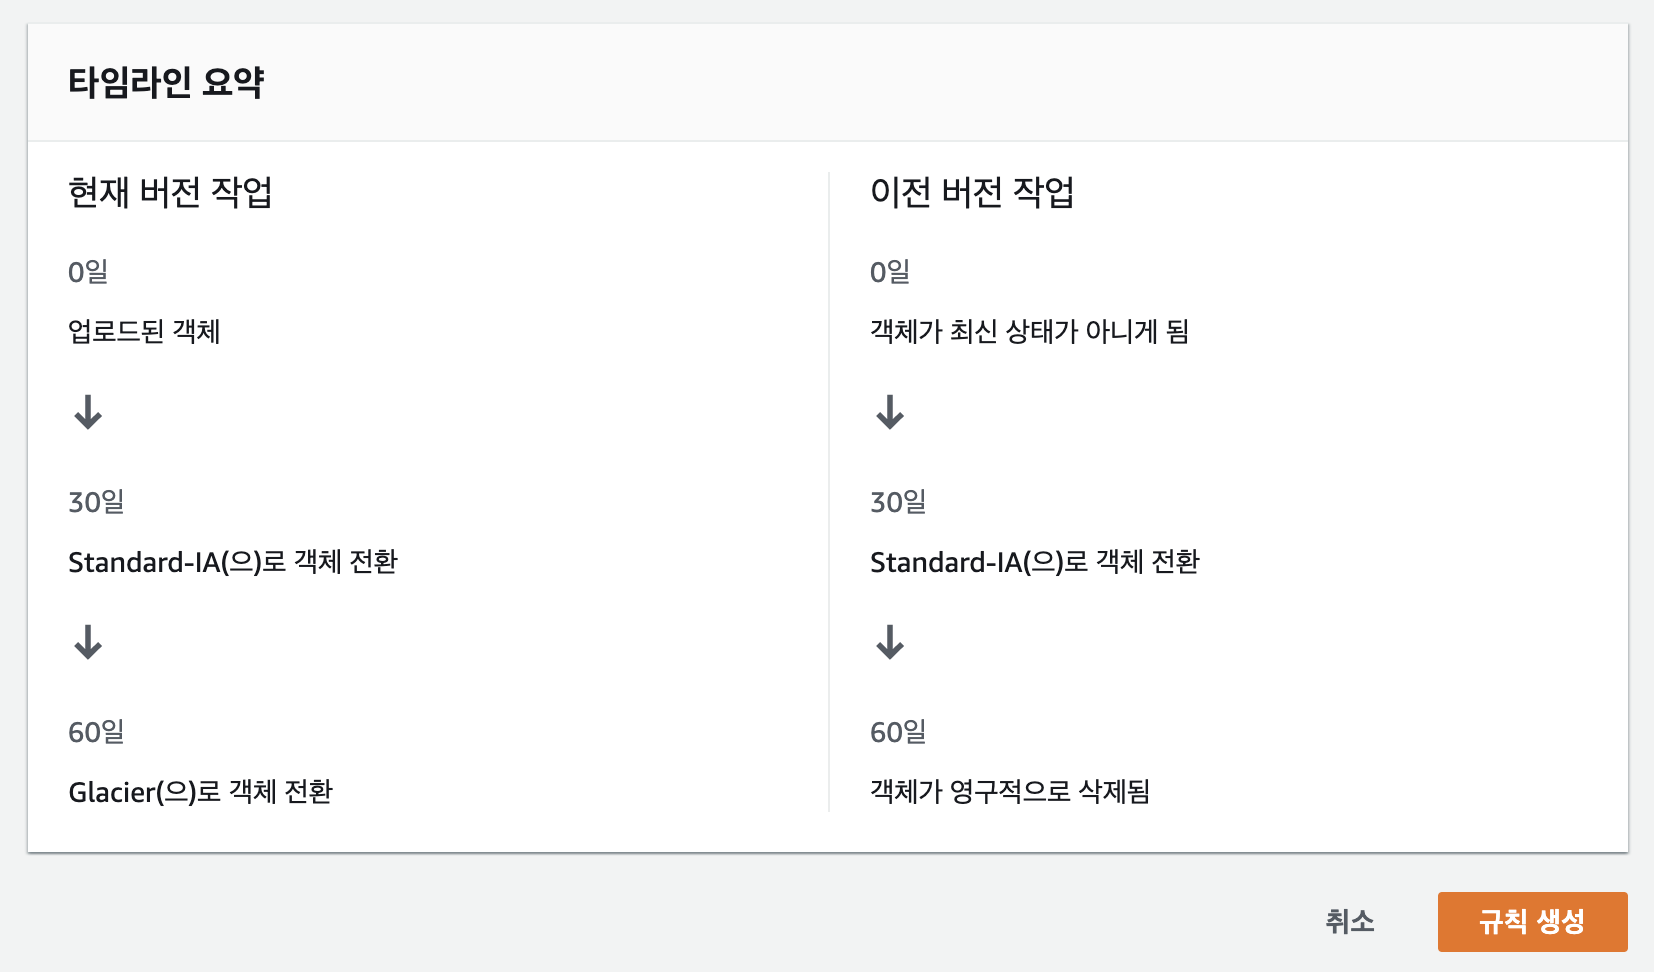 타임라인 요약
현재 버전 작업
0일
업로드된 객체
30일
Standard-IA(으)로 객체 전환
60일
Glacier(으)로 객체 전환
이전 버전 작업
0일
객체가 최신 상태가 아니게 됨
30일
Standard-IA(으)로 객체 전환
60일
객체가 영구적으로 삭제됨
취소
규칙 생성